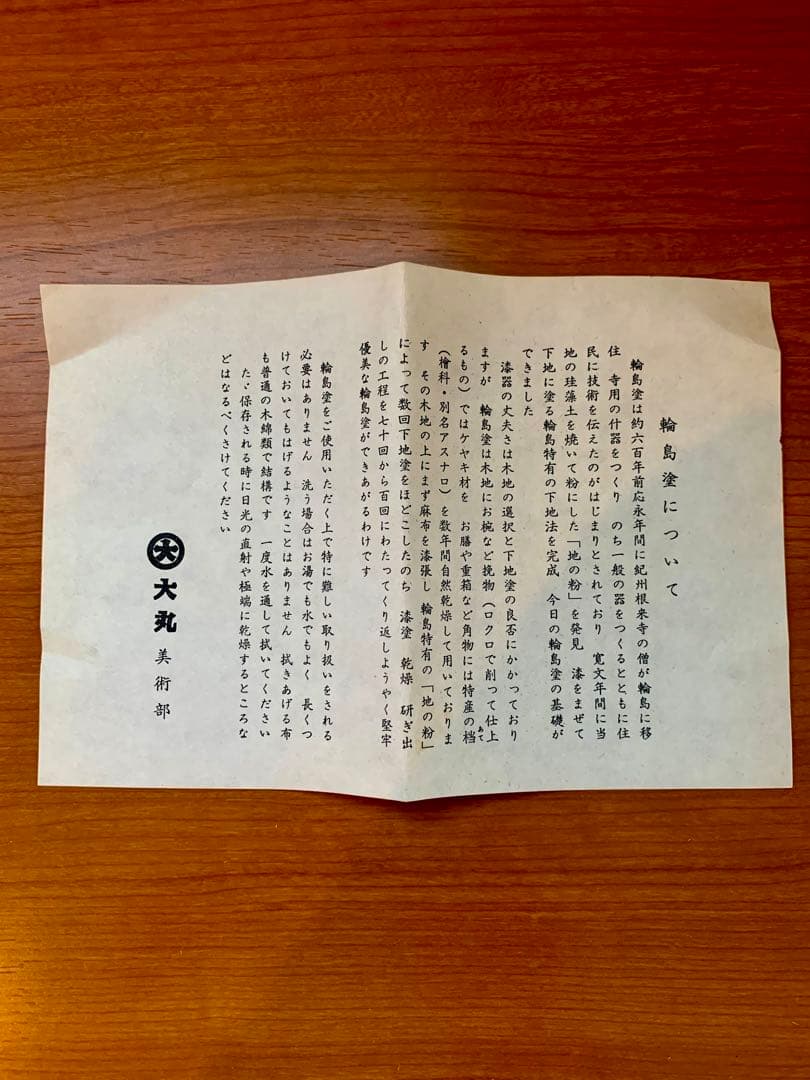 輪島塗について
輪島塗は約六百年前応永年間に紀州根来寺の僧が輪島に移
住　寺用の什器をつくり　のち一般の器をつくるとともに住
民に技術を伝えたのがはじまりとされており　寛文年間に当
地の珪藻土を焼いて粉にした「地の粉」を発見　漆をまぜて
下地に塗る輪島特有の下地法を完成　今日の輪島塗の基礎が
できました
漆器の丈夫さは木地の選択と下地塗の良否にかかっており
ますが　輪島塗は木地にお椀など挽物（ロクロで削って仕上
るもの）ではケヤキ材を　お膳や重箱など角物には特産の档
あて
（檜科・別名アスナロ）を数年間自然乾燥して用いておりま
す　その木地の上にまず麻布を漆張し　輪島特有の「地の粉」
によって数回下地塗をほどこしたのち　漆塗　乾燥　研ぎ出
しの工程を七十回から百回にわたってくり返しようやく堅牢
優美な輪島塗ができあがるわけです
輪島塗をご使用いただく上で特に難しい取り扱いをされる
必要はありません　洗う場合はお湯でも水でもよく　長くつ
けておいてもはげるようなことはありません　拭きあげる布
も普通の木綿類で結構です　一度水を通して拭いてください
た〻保存される時に日光の直射や極端に乾燥するところな
どはなるべくさけてください
大 大丸 美術部